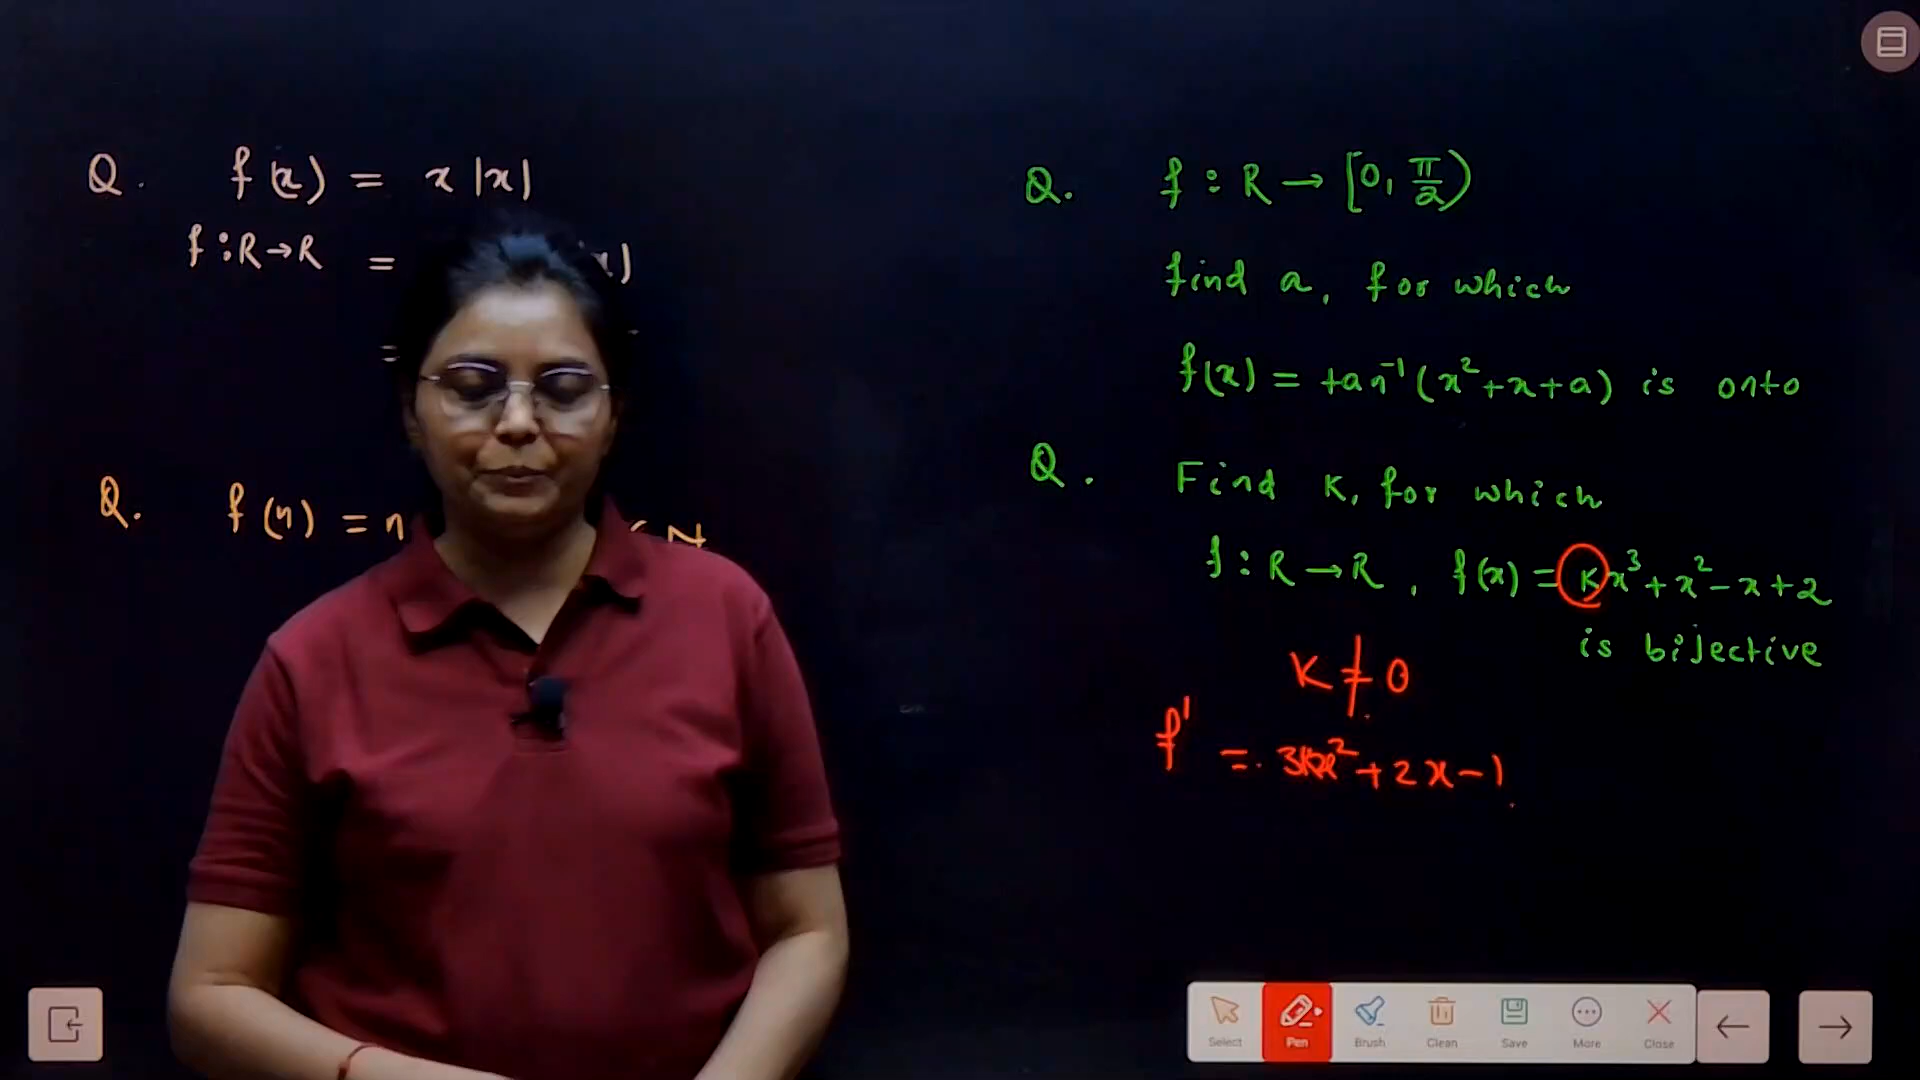 Q. f(x) = x|x|
f : R → R =
=
Q. f(n) = n N
Q. f : R → [0, π/2)
find a, for which
f(x) = tan⁻¹(x²+x+a) is onto
Q. Find K, for which
f : R → R, f(x) = Kx³+x²-x+2
is bijective
K ≠ 0
f' = 3Kx²+2x-1
Select Pen Brush Clean Save More Close